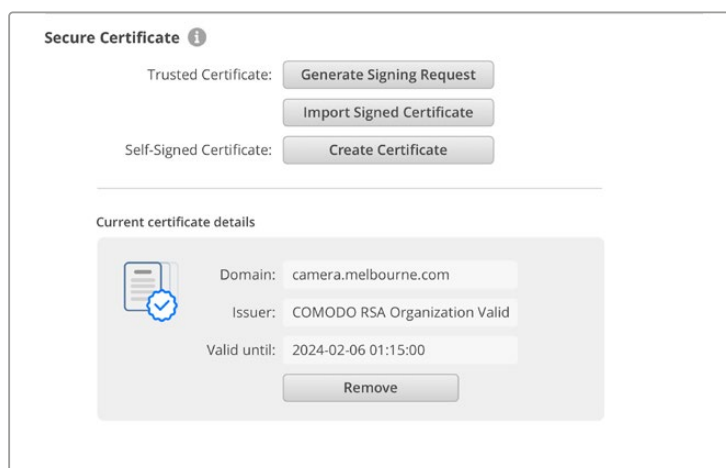 Secure Certificate
Trusted Certificate: Generate Signing Request
Import Signed Certificate
Self-Signed Certificate: Create Certificate
Current certificate details
Domain: camera.melbourne.com
Issuer: COMODO RSA Organization Valid
Valid until: 2024-02-06 01:15:00
Remove